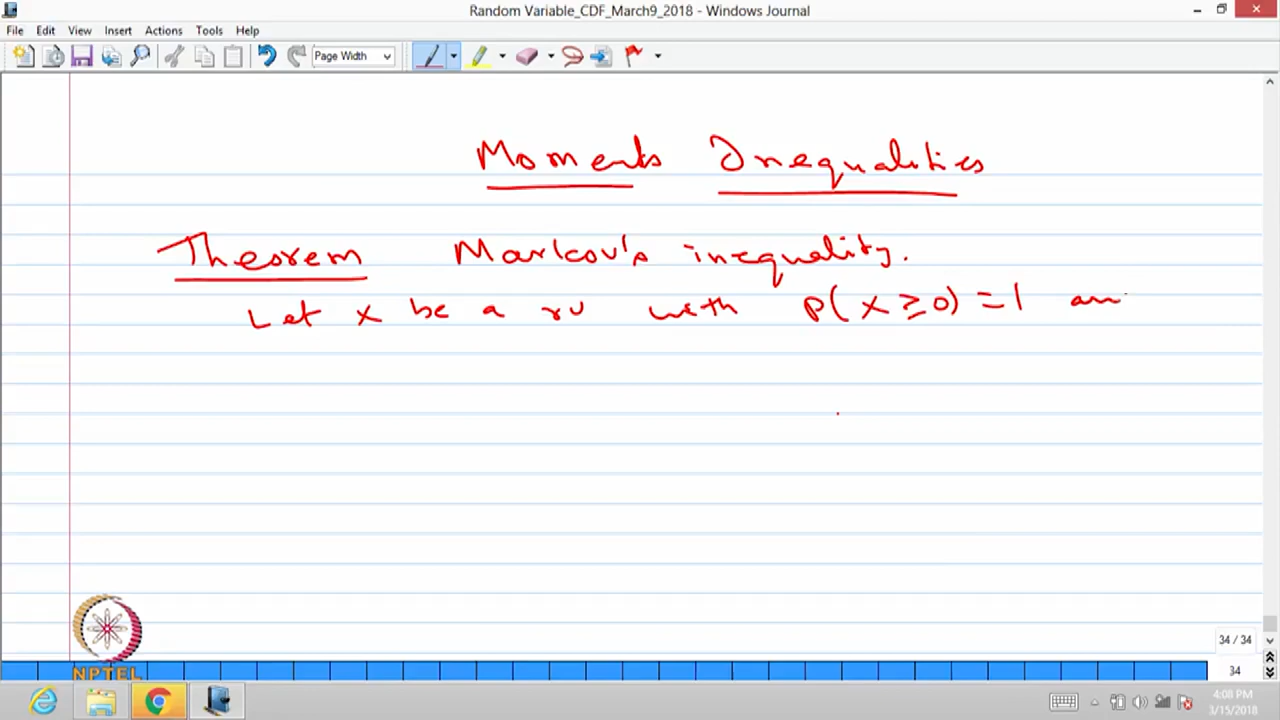 Random Variable_CDF_March9_2018 - Windows Journal
File Edit View Insert Actions Tools Help
Page Width
Moments Inequalities
Theorem Markov's inequality.
Let X be a rv with P(X ≥ 0) = 1 an
34 / 34
34
NPTEL
4:08 PM
3/15/2018